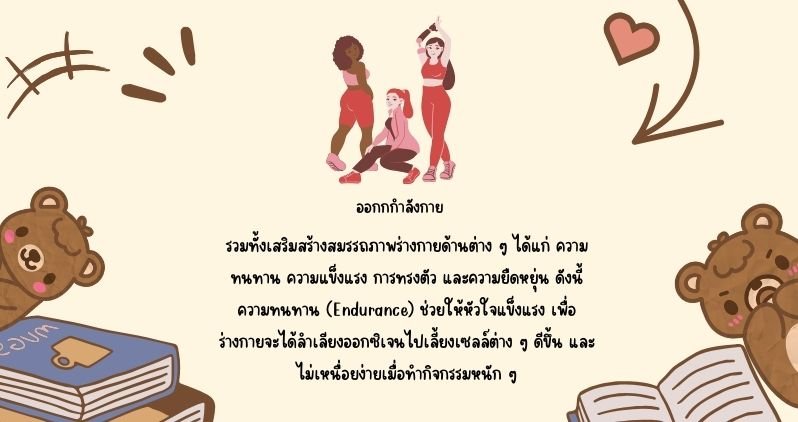 ออกกกำลังกาย
รวมทั้งเสริมสร้างสมรรถภาพร่างกายด้านต่าง ๆ ได้แก่ ความ
ทนทาน ความแข็งแรง การทรงตัว และความยืดหยุ่น ดังนี้
ความทนทาน (Endurance) ช่วยให้หัวใจแข็งแรง เพื่อ
ร่างกายจะได้ลำเลียงออกซิเจนไปเลี้ยงเซลล์ต่าง ๆ ดีขึ้น และ
ไม่เหนื่อยง่ายเมื่อทำกิจกรรมหนัก ๆ